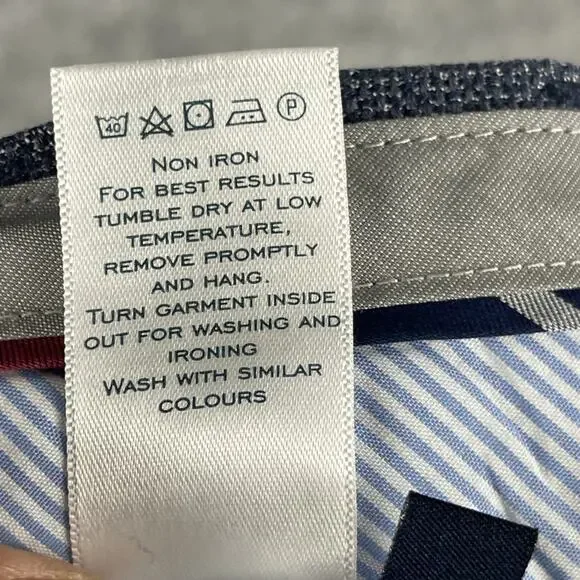 40 P
NON IRON
FOR BEST RESULTS
TUMBLE DRY AT LOW
TEMPERATURE,
REMOVE PROMPTLY
AND HANG.
TURN GARMENT INSIDE
OUT FOR WASHING AND
IRONING
WASH WITH SIMILAR
COLOURS